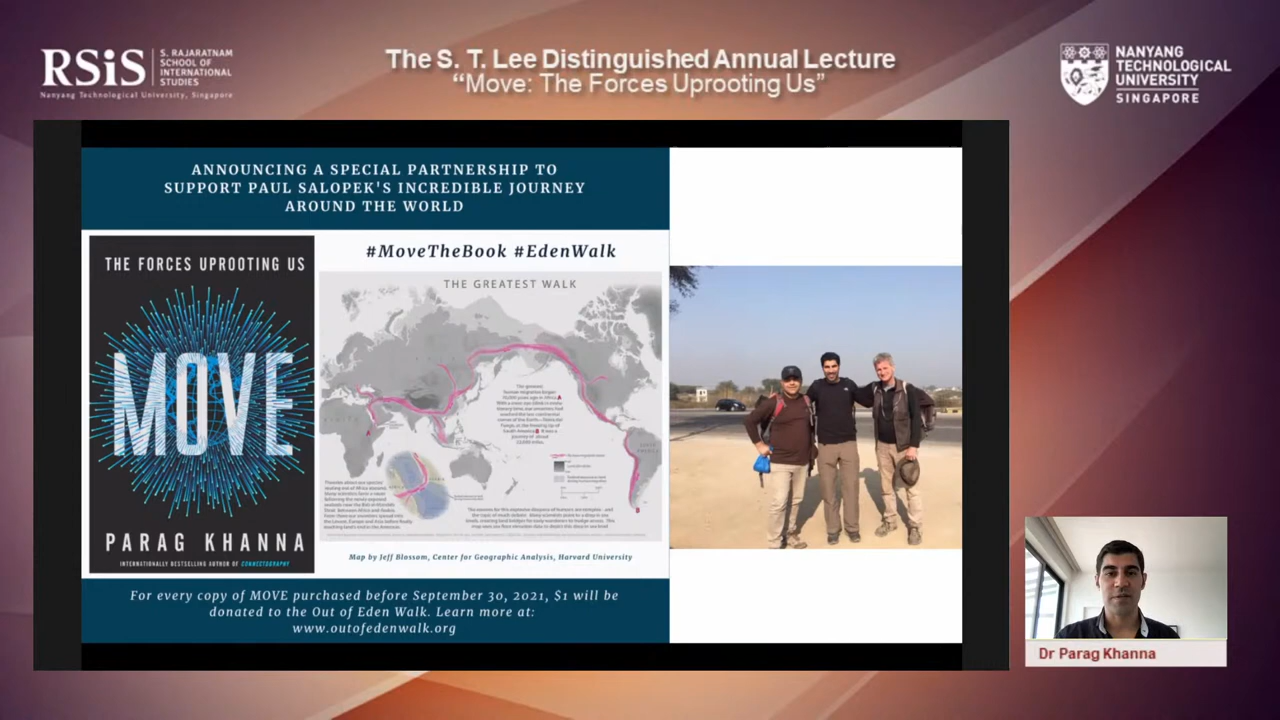 RSiS
S. RAJARATNAM
SCHOOL OF
INTERNATIONAL
STUDIES
Nanyang Technological University, Singapore
The S. T. Lee Distinguished Annual Lecture
“Move: The Forces Uprooting Us”
NANYANG
TECHNOLOGICAL
UNIVERSITY
SINGAPORE
ANNOUNCING A SPECIAL PARTNERSHIP TO
SUPPORT PAUL SALOPEK'S INCREDIBLE JOURNEY
AROUND THE WORLD
THE FORCES UPROOTING US
MOVE
PARAG KHANNA
INTERNATIONALLY BESTSELLING AUTHOR OF CONNECTOGRAPHY
#MoveTheBook #EdenWalk
THE GREATEST WALK
Map by Jeff Blossom, Center for Geographic Analysis, Harvard University
For every copy of MOVE purchased before September 30, 2021, $1 will be
donated to the Out of Eden Walk. Learn more at:
www.outofedenwalk.org
Dr Parag Khanna